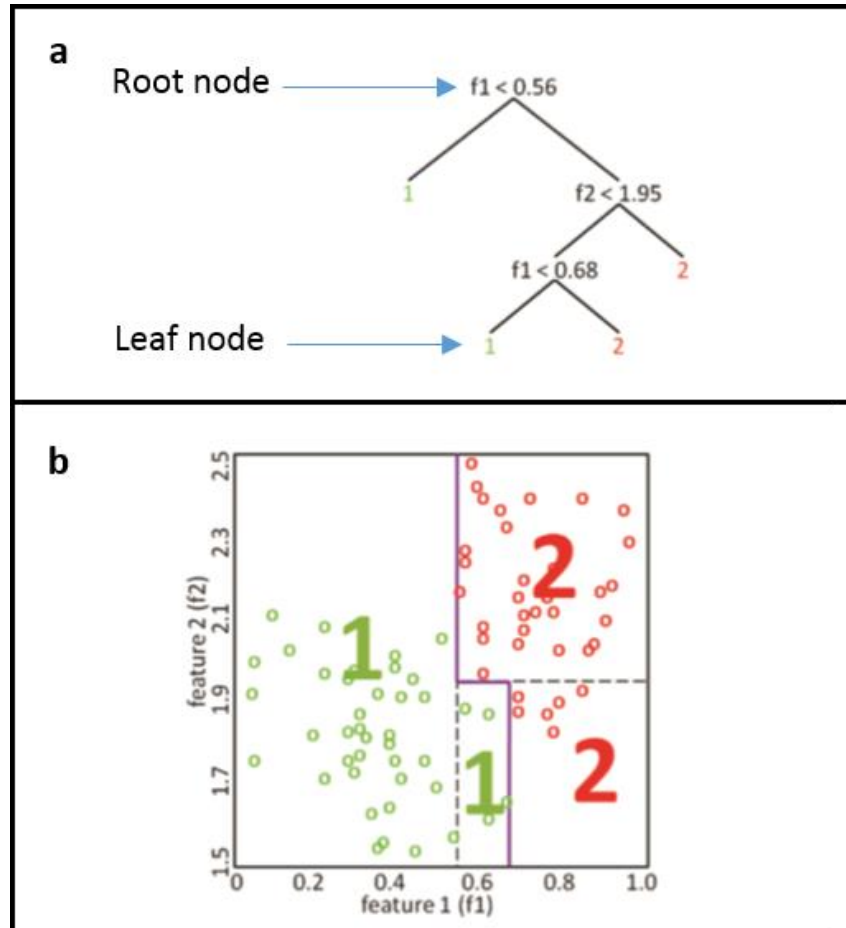 a
Root node
f1 < 0.56
1
f2 < 1.95
f1 < 0.68
2
Leaf node
1
2
b
2.5
2.3
2.1
1.9
1.7
1.5
feature 2 (f2)
1
2
1
2
0 0.2 0.4 0.6 0.8 1.0
feature 1 (f1)